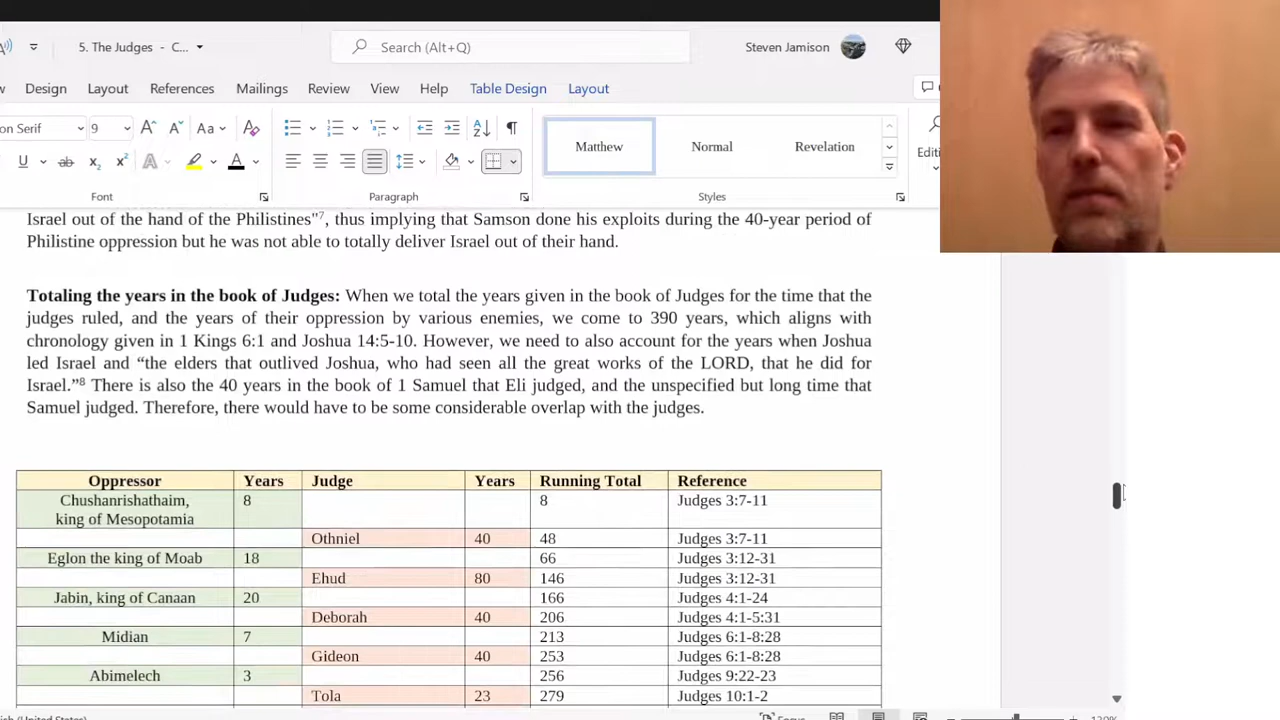 5. The Judges - C...
Search (Alt+Q)
Steven Jamison
Design Layout References Mailings Review View Help Table Design Layout
on Serif 9 Aa
Matthew Normal Revelation
Editi
Font Paragraph Styles
Israel out of the hand of the Philistines"7, thus implying that Samson done his exploits during the 40-year period of
Philistine oppression but he was not able to totally deliver Israel out of their hand.
Totaling the years in the book of Judges: When we total the years given in the book of Judges for the time that the
judges ruled, and the years of their oppression by various enemies, we come to 390 years, which aligns with
chronology given in 1 Kings 6:1 and Joshua 14:5-10. However, we need to also account for the years when Joshua
led Israel and “the elders that outlived Joshua, who had seen all the great works of the LORD, that he did for
Israel.”8 There is also the 40 years in the book of 1 Samuel that Eli judged, and the unspecified but long time that
Samuel judged. Therefore, there would have to be some considerable overlap with the judges.
Oppressor Years Judge Years Running Total Reference
Chushanrishathaim, 8 8 Judges 3:7-11
king of Mesopotamia
Othniel 40 48 Judges 3:7-11
Eglon the king of Moab 18 66 Judges 3:12-31
Ehud 80 146 Judges 3:12-31
Jabin, king of Canaan 20 166 Judges 4:1-24
Deborah 40 206 Judges 4:1-5:31
Midian 7 213 Judges 6:1-8:28
Gideon 40 253 Judges 6:1-8:28
Abimelech 3 256 Judges 9:22-23
Tola 23 279 Judges 10:1-2